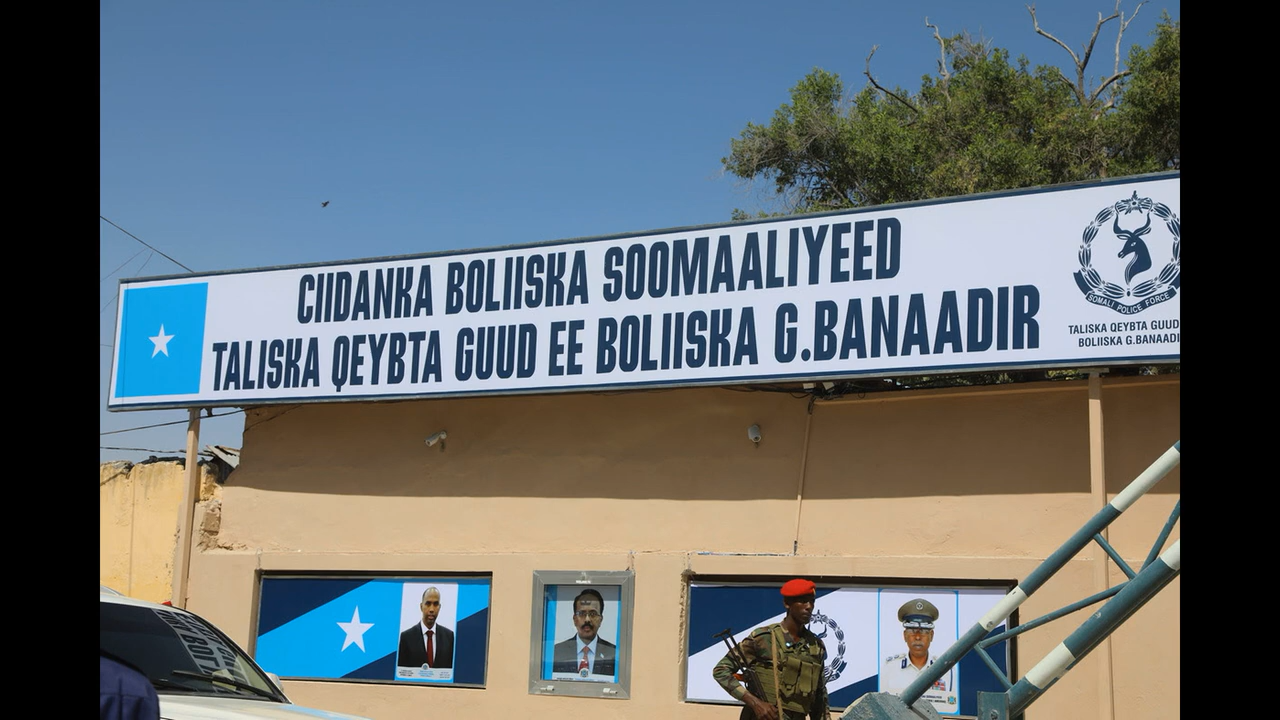 CIIDANKA BOLIISKA SOOMAALIYEED
TALISKA QEYBTA GUUD EE BOLIISKA G.BANAADIR
SOMALI POLICE FORCE
TALISKA QEYBTA GUUD
BOLIISKA G.BANAADI